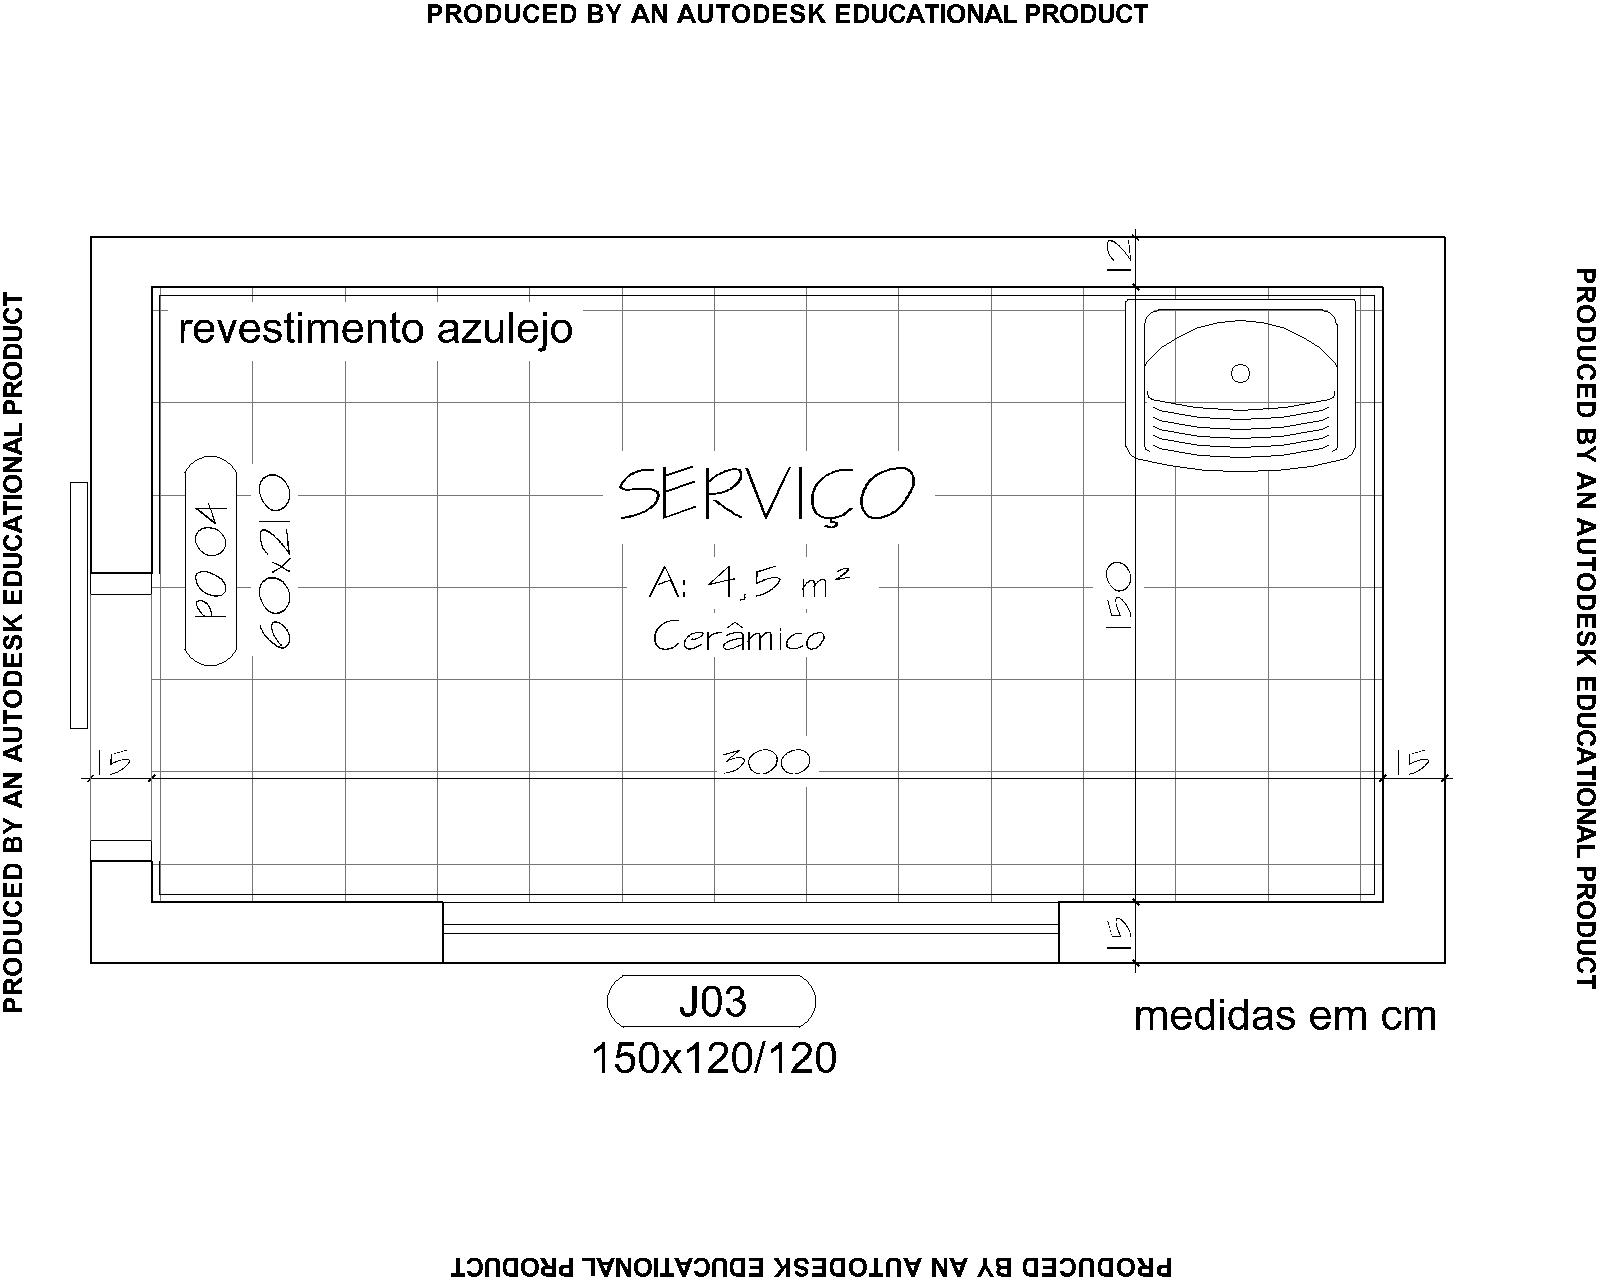 PRODUCED BY AN AUTODESK EDUCATIONAL PRODUCT
PRODUCED BY AN AUTODESK EDUCATIONAL PRODUCT
PRODUCED BY AN AUTODESK EDUCATIONAL PRODUCT
12
revestimento azulejo
PO 04
60x210
SERVIÇO
A: 4,5 m²
Cerâmico
150
15
300
15
15
J03
150x120/120
medidas em cm
PRODUCED BY AN AUTODESK EDUCATIONAL PRODUCT